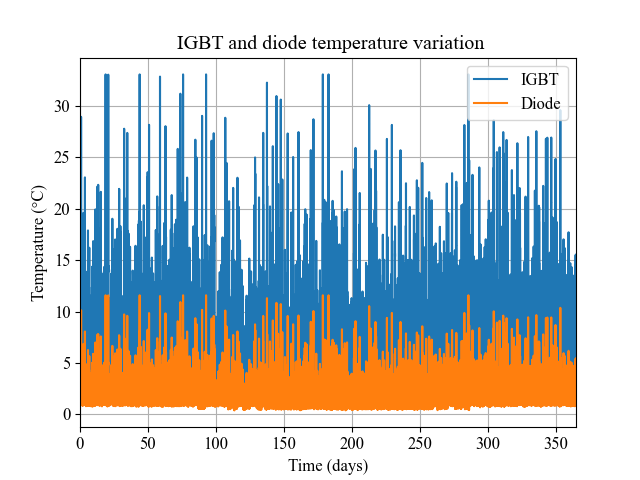 IGBT and diode temperature variation
IGBT
Diode
Temperature (°C)
30
25
20
15
10
5
0
0 50 100 150 200 250 300 350
Time (days)